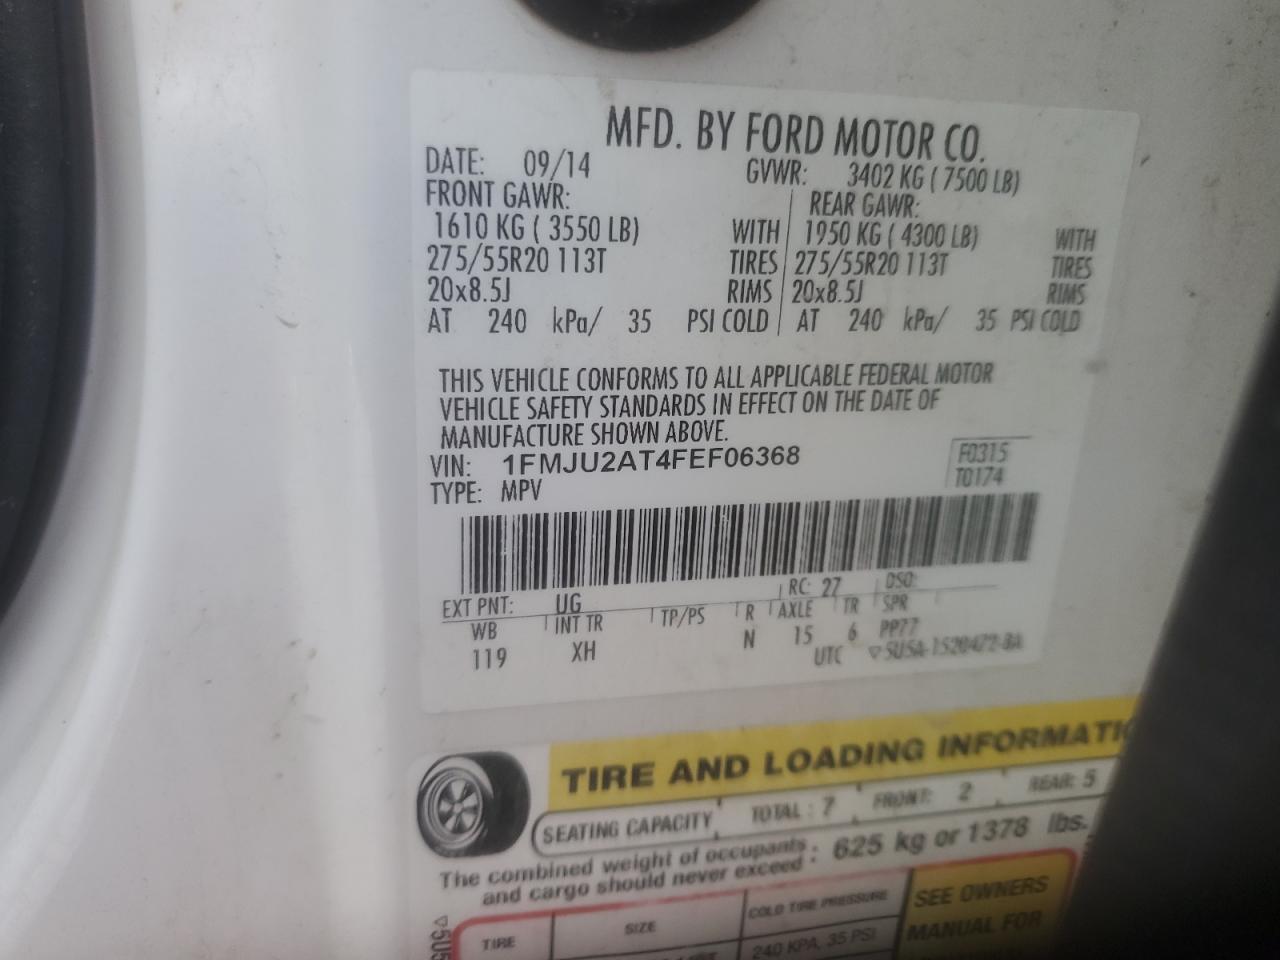 MFD. BY FORD MOTOR CO.
DATE: 09/14 GVWR: 3402 KG ( 7500 LB)
FRONT GAWR: REAR GAWR:
1610 KG ( 3550 LB) WITH 1950 KG ( 4300 LB) WITH
275/55R20 113T TIRES 275/55R20 113T TIRES
20x8.5J RIMS 20x8.5J RIMS
AT 240 kPa/ 35 PSI COLD AT 240 kPa/ 35 PSI COLD
THIS VEHICLE CONFORMS TO ALL APPLICABLE FEDERAL MOTOR
VEHICLE SAFETY STANDARDS IN EFFECT ON THE DATE OF
MANUFACTURE SHOWN ABOVE.
VIN: 1FMJU2AT4FEF06368 F0315
TYPE: MPV T0174
EXT PNT: UG RC: 27 DSO:
WB INT TR TP/PS R AXLE TR SPR
119 XH N 15 6 PP77
UTC ▽5U5A-1520472-BA
TIRE AND LOADING INFORMATI
SEATING CAPACITY TOTAL : 7 FRONT: 2 REAR: 5
The combined weight of occupants : 625 kg or 1378 lbs.
and cargo should never exceed
TIRE SIZE COLD TIRE PRESSURE SEE OWNERS
240 KPA, 35 PSI MANUAL FOR
▽5U5